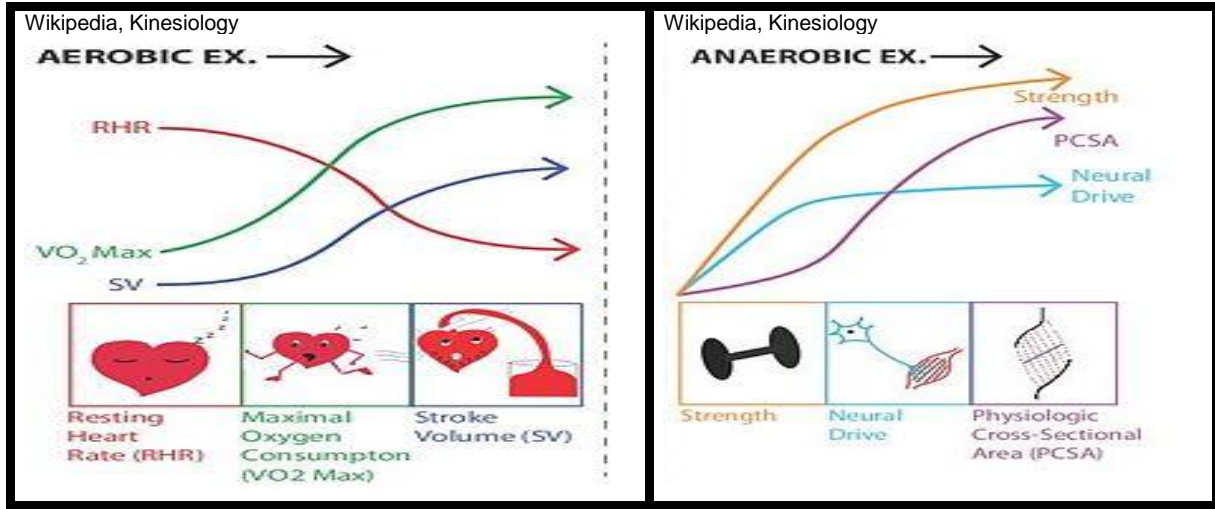 Wikipedia, Kinesiology
AEROBIC EX.
RHR
VO2 Max
SV
z z z z
Resting
Heart
Rate (RHR)
Maximal
Oxygen
Consumpton
(VO2 Max)
Stroke
Volume (SV)
Wikipedia, Kinesiology
ANAEROBIC EX.
Strength
PCSA
Neural
Drive
Strength
Neural
Drive
Physiologic
Cross-Sectional
Area (PCSA)